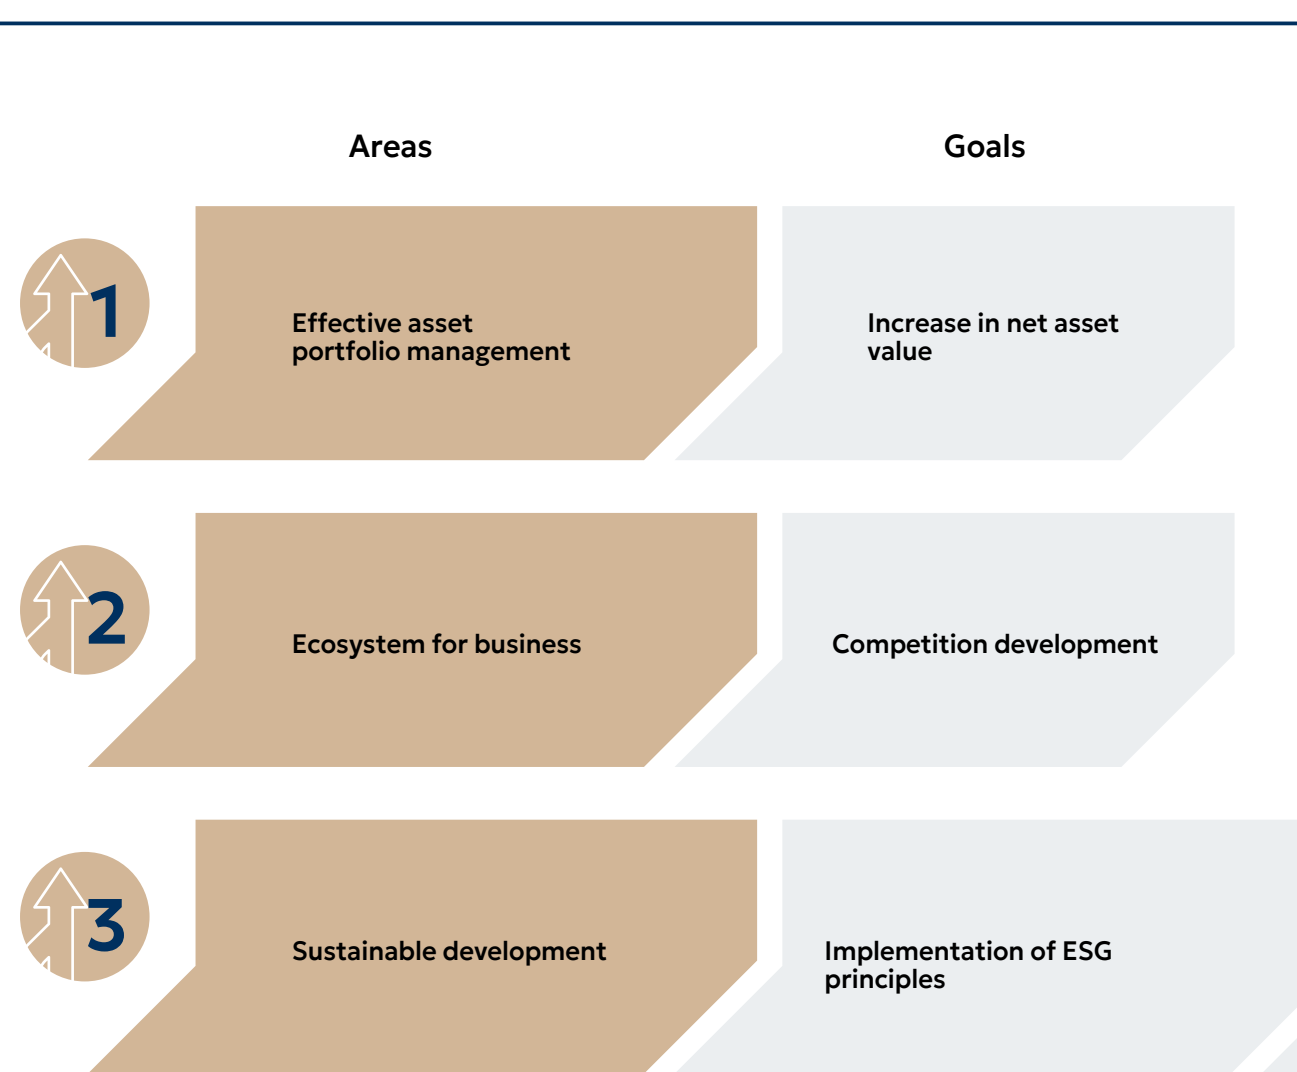 Areas
Goals
1
Effective asset
portfolio management
Increase in net asset
value
2
Ecosystem for business
Competition development
3
Sustainable development
Implementation of ESG
principles